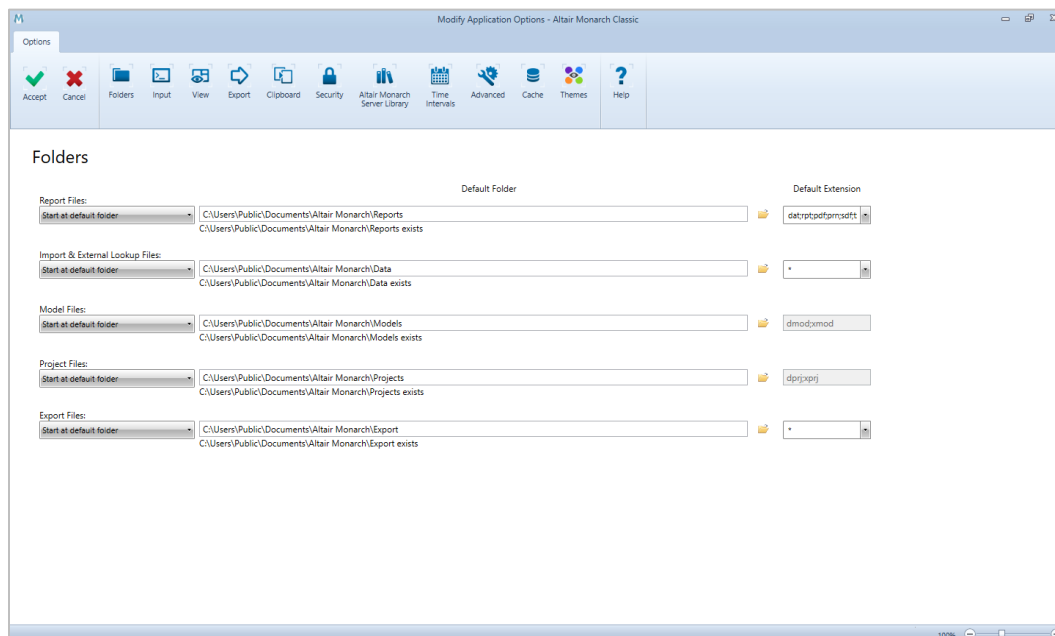 M
Modify Application Options - Altair Monarch Classic
Options
Accept
Cancel
Folders
Input
View
Export
Clipboard
Security
Altair Monarch
Server Library
Time
Intervals
Advanced
Cache
Themes
Help
Folders
Default Folder
Default Extension
Report Files:
Start at default folder
C:\Users\Public\Documents\Altair Monarch\Reports
dat;rpt;pdf;prn;sdf;t
C:\Users\Public\Documents\Altair Monarch\Reports exists
Import & External Lookup Files:
Start at default folder
C:\Users\Public\Documents\Altair Monarch\Data
*
C:\Users\Public\Documents\Altair Monarch\Data exists
Model Files:
Start at default folder
C:\Users\Public\Documents\Altair Monarch\Models
dmod;xmod
C:\Users\Public\Documents\Altair Monarch\Models exists
Project Files:
Start at default folder
C:\Users\Public\Documents\Altair Monarch\Projects
dprj;xprj
C:\Users\Public\Documents\Altair Monarch\Projects exists
Export Files:
Start at default folder
C:\Users\Public\Documents\Altair Monarch\Export
*
C:\Users\Public\Documents\Altair Monarch\Export exists
100%